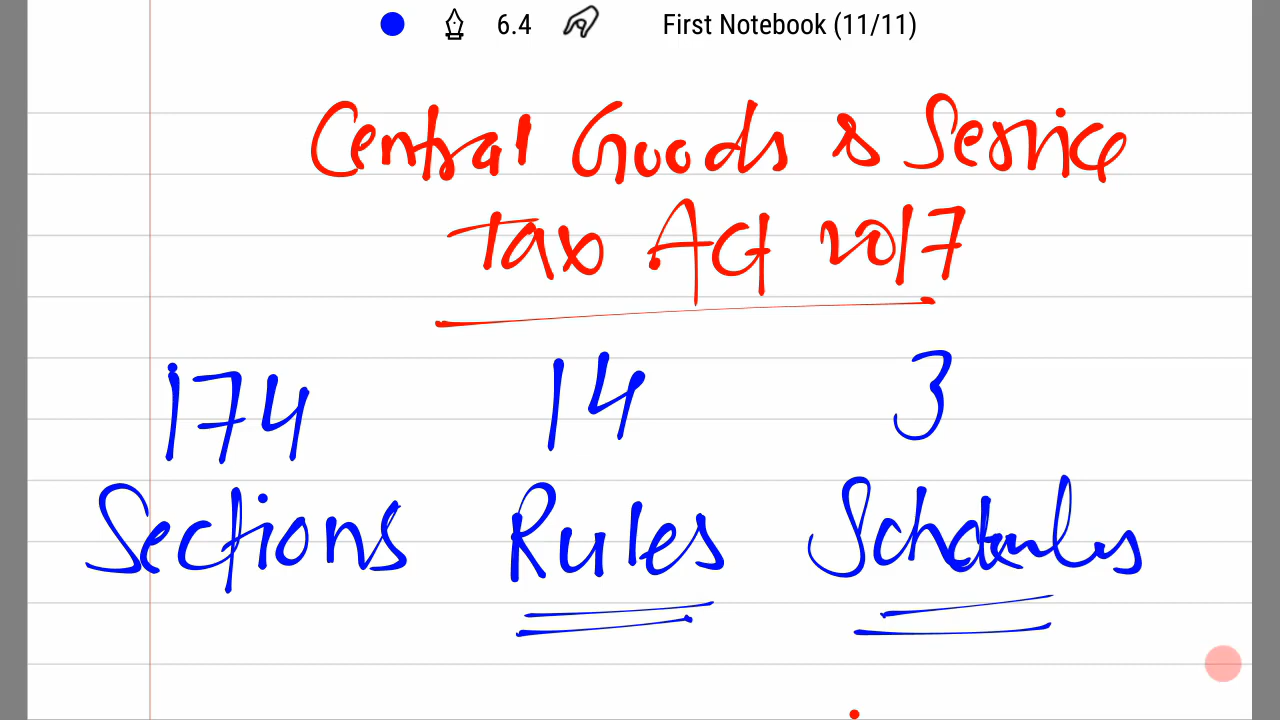 6.4 First Notebook (11/11)
Central Goods & Service
Tax Act 2017
174 14 3
Sections Rules Schedules